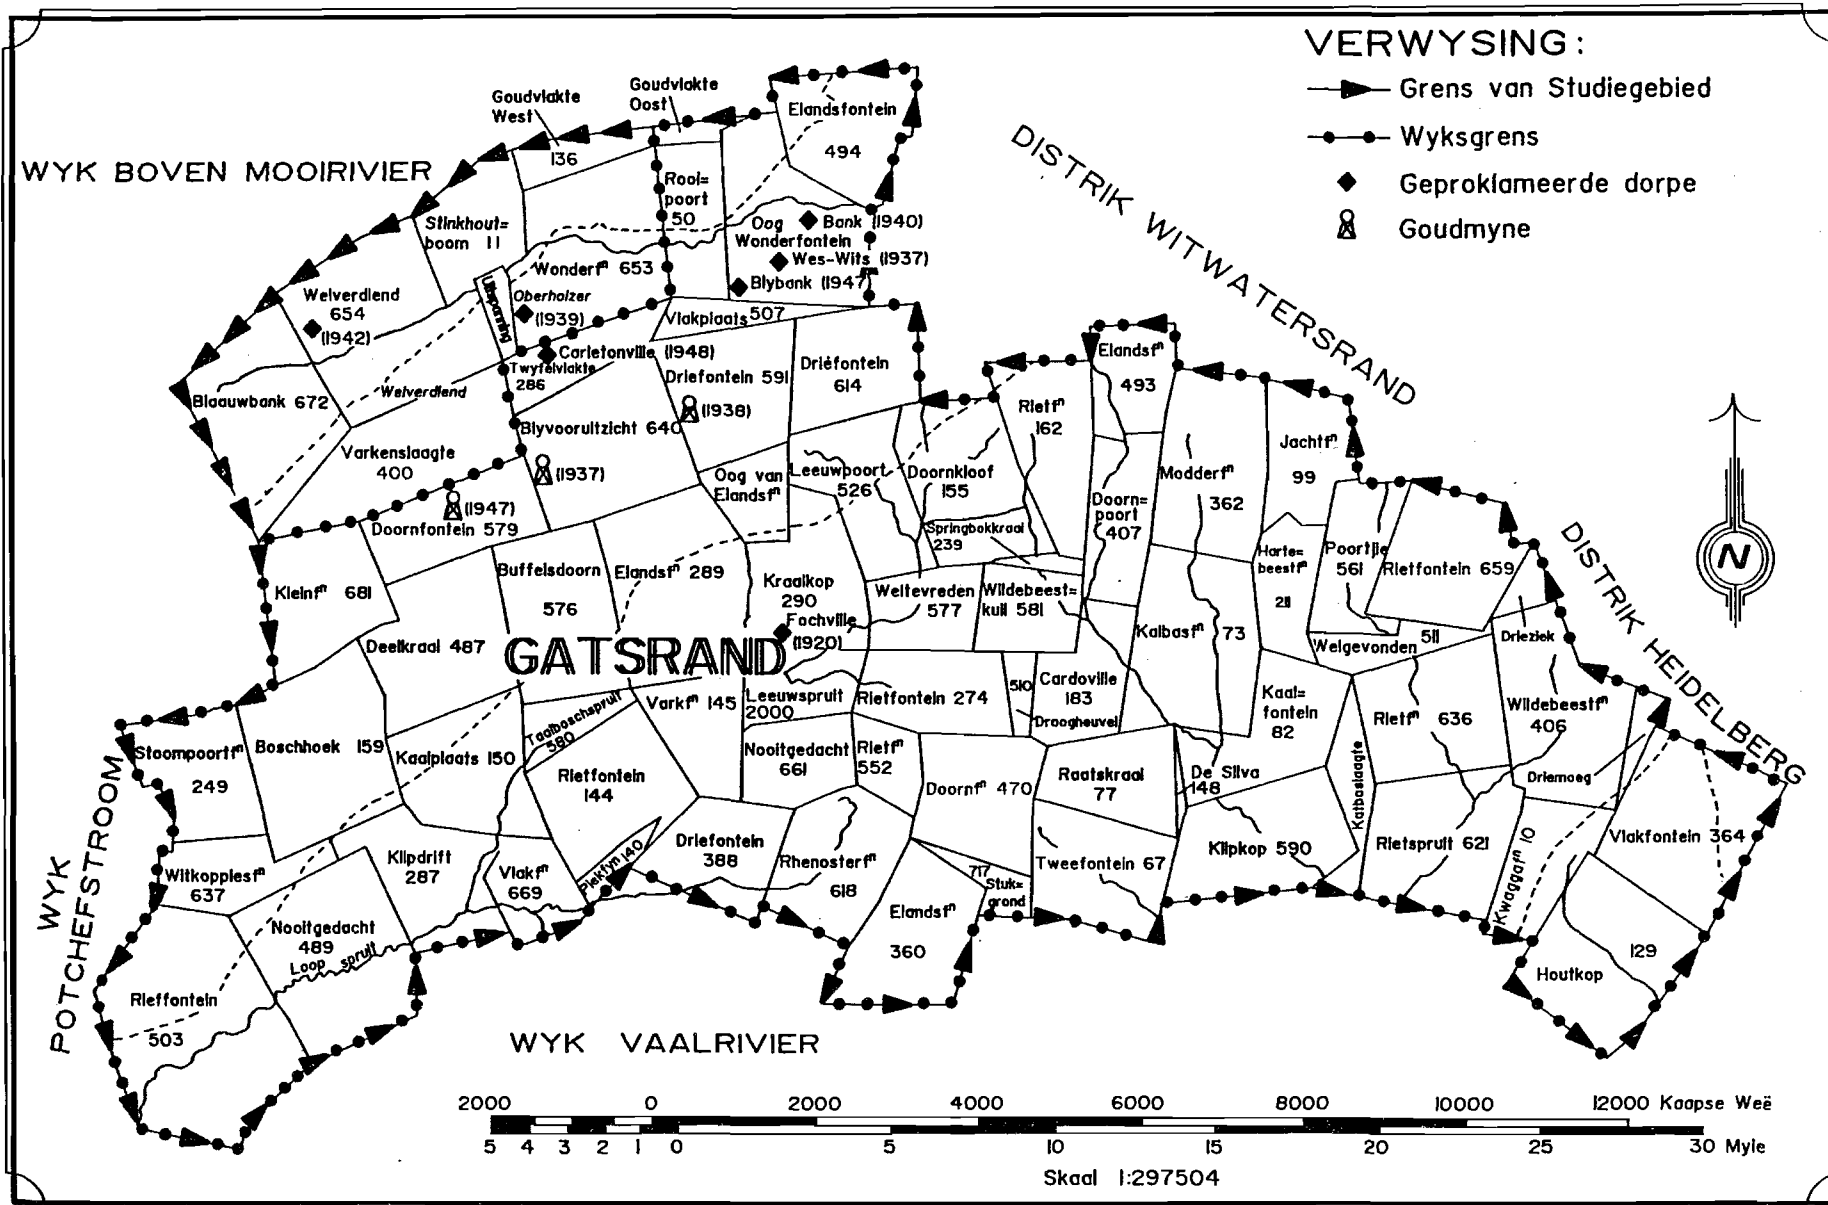 VERWYSING:
Grens van Studiegebied
Wyksgrens
Geproklameerde dorpe
Goudmyne
WYK BOVEN MOOIRIVIER
DISTRIK WITWATERSRAND
DISTRIK HEIDELBERG
WYK
POTCHEFSTROOM
WYK VAALRIVIER
GATSRAND
N
Goudvlakte
West
136
Goudvlakte
Oost
Elandsfontein
494
Rooi=
poort
50
Stinkhout=
boom 11
Oog
Wonderfontein
Bank (1940)
Wes-Wits (1937)
Blybank (1947)
Wonderfn 653
Uitspanning
Oberholzer
(1939)
Welverdiend
654
(1942)
Vlakplaats 507
Carletonville (1948)
Twyfelvlakte
286
Welverdiend
Blaauwbank 672
Driefontein 591
(1938)
Driefontein
614
Blyvooruitzicht 640
(1937)
Varkenslaagte
400
(1947)
Doornfontein 579
Oog van
Elandsfn
Leeuwpoort
526
Doornkloof
155
Rietfn
162
Elandsfn
493
Doorn=
poort
407
Modderfn
362
Jachtfn
99
Springbokkraal
239
Harte=
beestfn
211
Poortjie
561
Rietfontein 659
Drieziek
Kleinfn 681
Buffelsdoorn
576
Elandsfn 289
Kraalkop
290
Fochville
(1920)
Weltevreden
577
Wildebeest=
kuil 581
Kalbasfn 73
Welgevonden 511
Deelkraal 487
Varkfn 145
Leeuwspruit
2000
Rietfontein 274
510
Droogheuvel
Cardoville
183
Kaal=
fontein
82
Rietfn 636
Wildebeestfn
406
Driemoeg
Stoompoortfn
249
Boschhoek 159
Kaalplaats 150
Taalboschspruit
580
Rietfontein
144
Nooitgedacht
661
Rietfn
552
Doornfn 470
Raatskraal
77
De Silva
148
Katboslaagte
Klipkop 590
Rietspruit 621
Kwaggafn 10
Vlakfontein 364
Witkoppiesfn
637
Klipdrift
287
Vlakfn
669
Plekfyn 140
Driefontein
388
Rhenosterfn
618
717
Stuk=
grond
Tweefontein 67
Elandsfn
360
Nooitgedacht
489
Loop spruit
Rietfontein
503
Houtkop
129
2000 0 2000 4000 6000 8000 10000 12000 Kaapse Weë
5 4 3 2 1 0 5 10 15 20 25 30 Myle
Skaal 1:297504